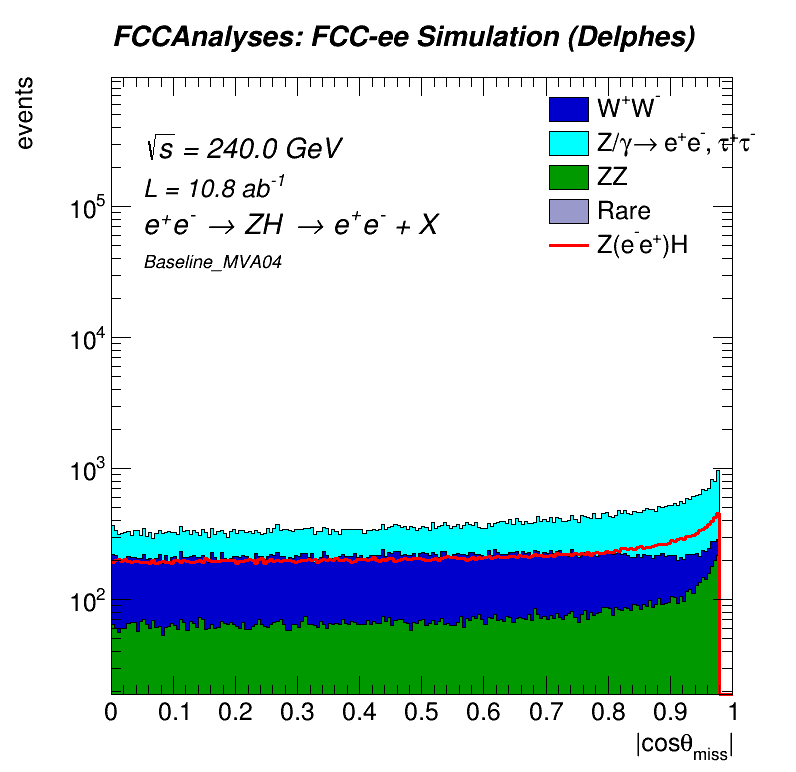 FCCAnalyses: FCC-ee Simulation (Delphes)
events
√s = 240.0 GeV
L = 10.8 ab⁻¹
e⁺e⁻ → ZH → e⁺e⁻ + X
Baseline_MVA04
W⁺W⁻
Z/γ→ e⁺e⁻, τ⁺τ⁻
ZZ
Rare
Z(e⁻e⁺)H
10⁵
10⁴
10³
10²
0 0.1 0.2 0.3 0.4 0.5 0.6 0.7 0.8 0.9 1
|cosθmiss|